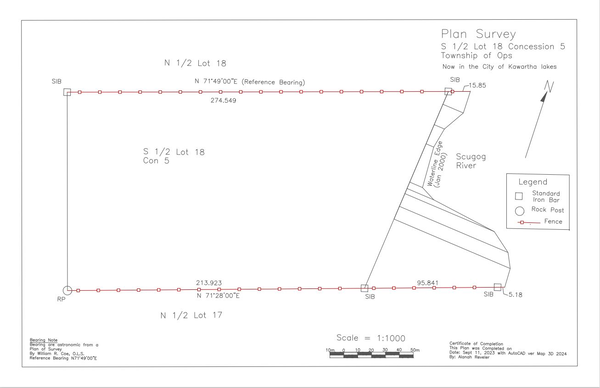 Plan Survey
S 1/2 Lot 18 Concession 5
Township of Ops
Now in the City of Kawartha lakes
N 1/2 Lot 18
SIB
N 71°49'00"E (Reference Bearing)
274.549
SIB
15.85
N
S 1/2 Lot 18
Con 5
Waterline Edge
(Jan 2000)
Scugog
River
Legend
Standard
Iron Bar
Rock Post
Fence
213.923
N 71°28'00"E
95.841
RP
SIB
SIB
5.18
N 1/2 Lot 17
Scale = 1:1000
10m 0 10 20 30 40 50m
Bearing Note
Bearing are astronomic from a
Plan of Survey
By William R. Cox, O.L.S.
Reference Bearing N71°49'00"E
Certificate of Completion
This Plan was Completed on
Date: Sept 11, 2023 with AutoCAD ver Map 3D 2024
By: Alanah Reveler